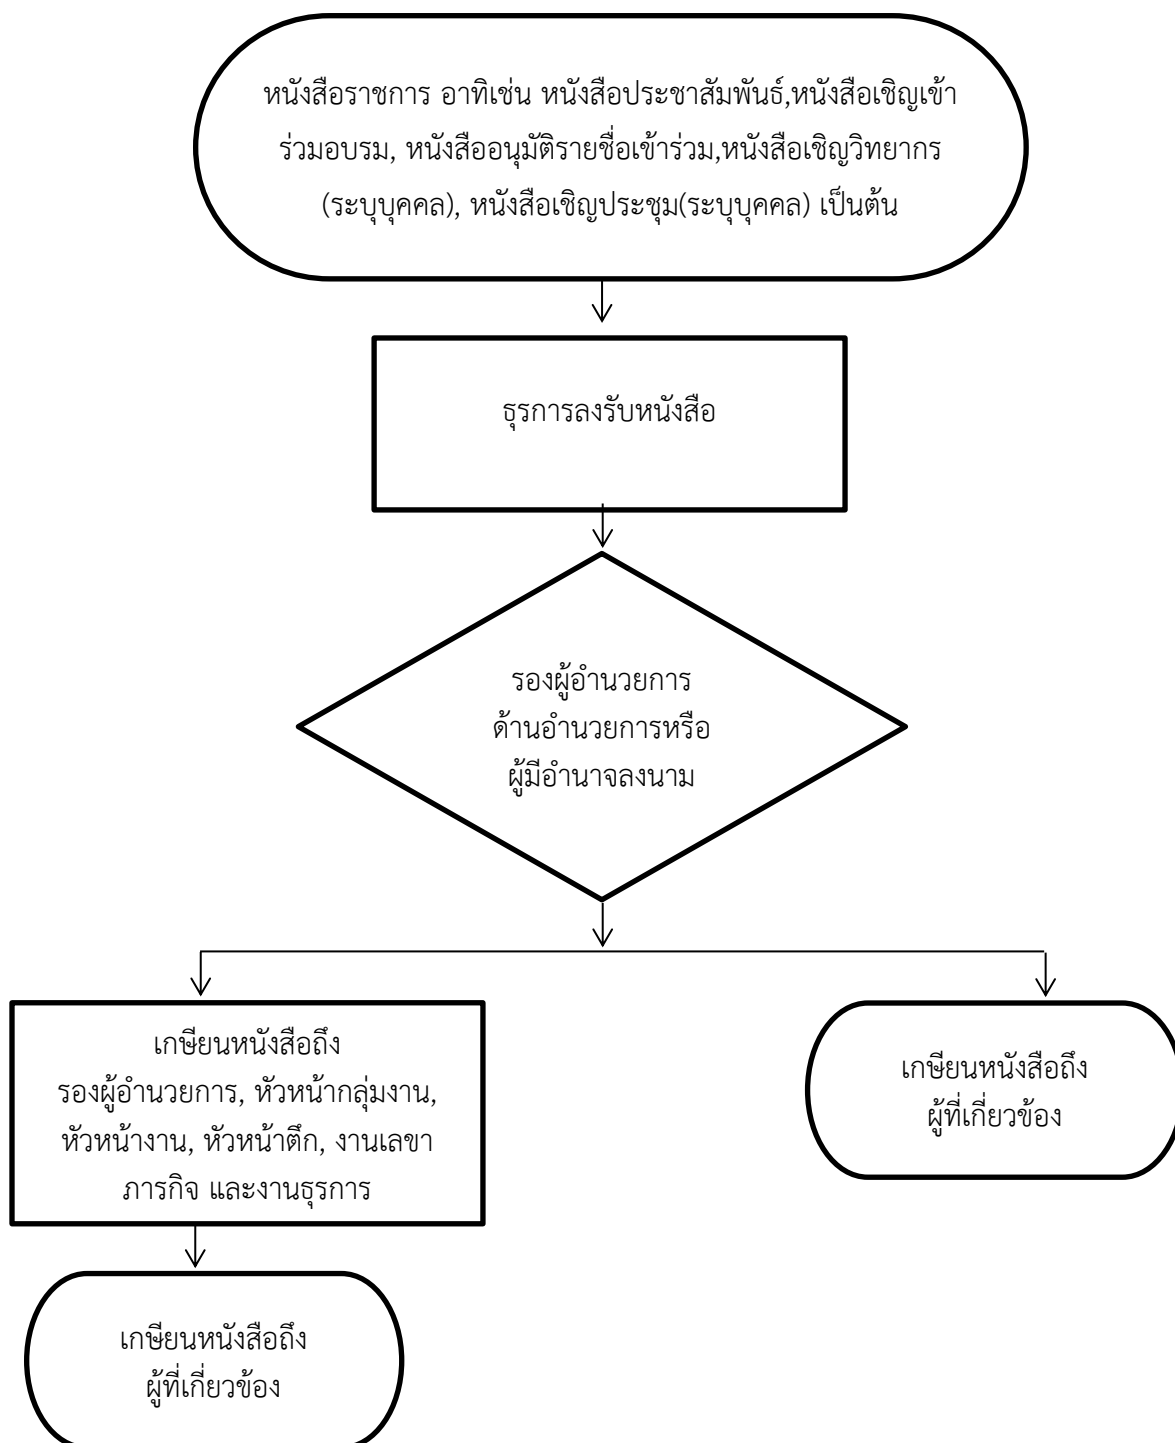 หนังสือราชการ อาทิเช่น หนังสือประชาสัมพันธ์,หนังสือเชิญเข้า
ร่วมอบรม, หนังสืออนุมัติรายชื่อเข้าร่วม,หนังสือเชิญวิทยากร
(ระบุบุคคล), หนังสือเชิญประชุม(ระบุบุคคล) เป็นต้น
ธุรการลงรับหนังสือ
รองผู้อำนวยการ
ด้านอำนวยการหรือ
ผู้มีอำนาจลงนาม
เกษียนหนังสือถึง
รองผู้อำนวยการ, หัวหน้ากลุ่มงาน,
หัวหน้างาน, หัวหน้าตึก, งานเลขา
ภารกิจ และงานธุรการ
เกษียนหนังสือถึง
ผู้ที่เกี่ยวข้อง
เกษียนหนังสือถึง
ผู้ที่เกี่ยวข้อง